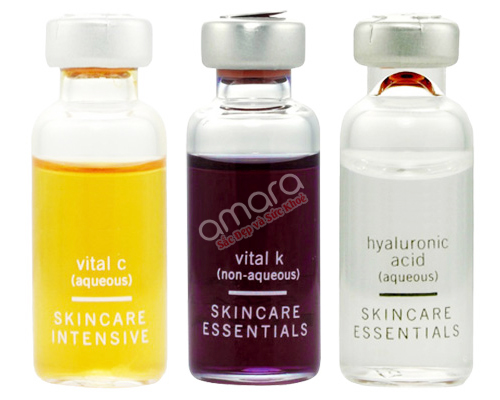 vital c
(aqueous)
SKINCARE
INTENSIVE
vital k
(non-aqueous)
SKINCARE
ESSENTIALS
hyaluronic
acid
(aqueous)
SKINCARE
ESSENTIALS
amara
Sắc Đẹp và Sức Khoẻ